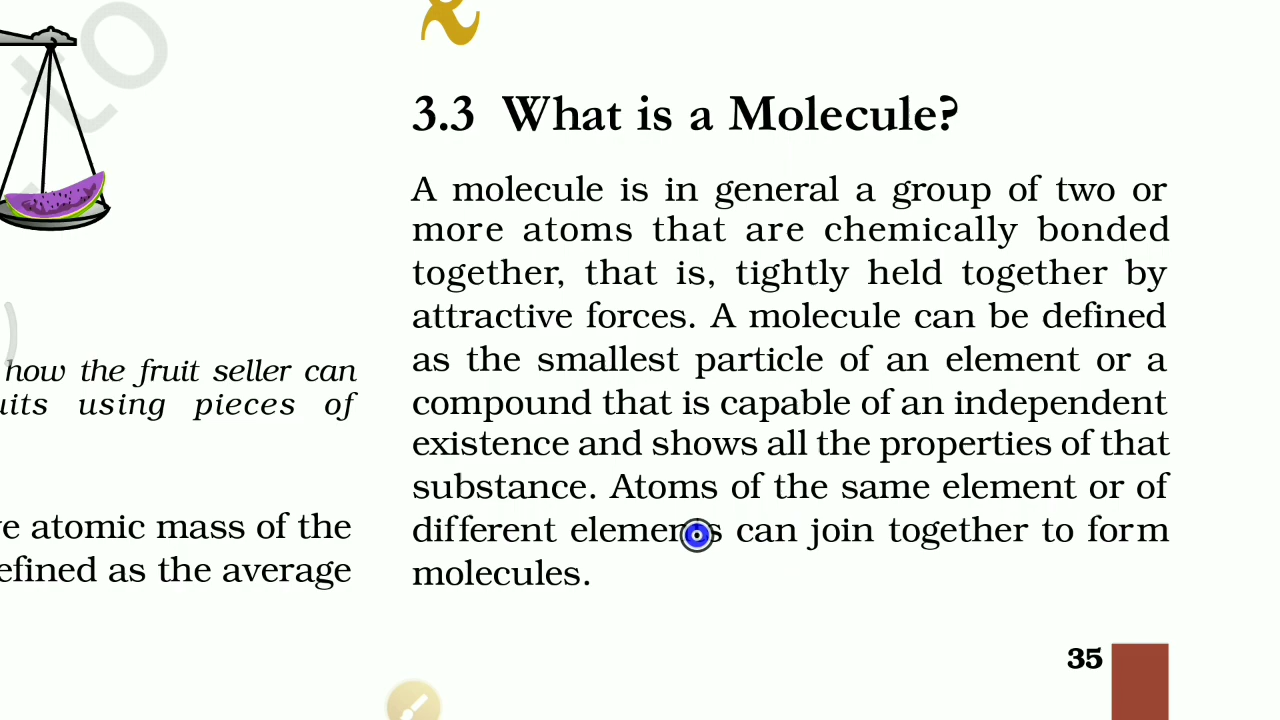 3.3 What is a Molecule?
A molecule is in general a group of two or
more atoms that are chemically bonded
together, that is, tightly held together by
attractive forces. A molecule can be defined
as the smallest particle of an element or a
compound that is capable of an independent
existence and shows all the properties of that
substance. Atoms of the same element or of
different elements can join together to form
molecules.
how the fruit seller can
using pieces of
atomic mass of the
as the average
35
to